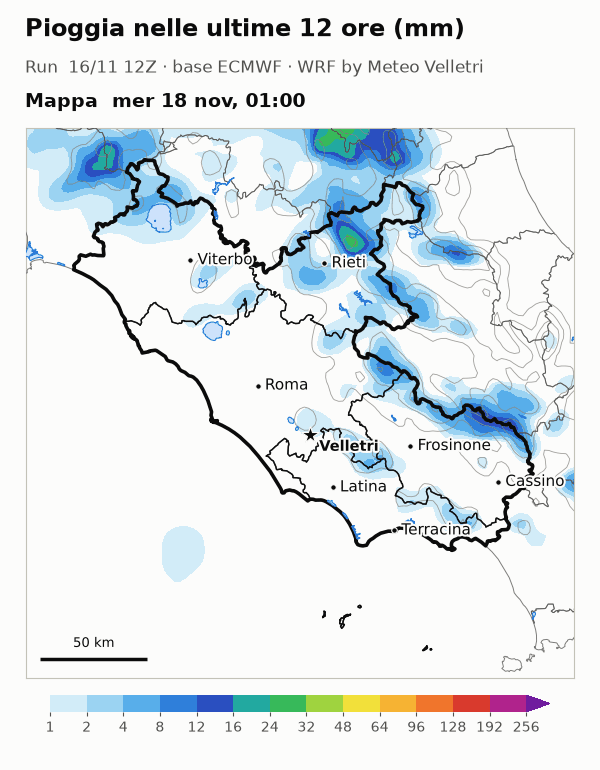 Pioggia nelle ultime 12 ore (mm)
Run  16/11 12Z · base ECMWF · WRF by Meteo Velletri
Mappa  mer 18 nov, 01:00
Viterbo
Rieti
Roma
Velletri
Frosinone
Cassino
Latina
Terracina
50 km
1 2 4 8 12 16 24 32 48 64 96 128 192 256